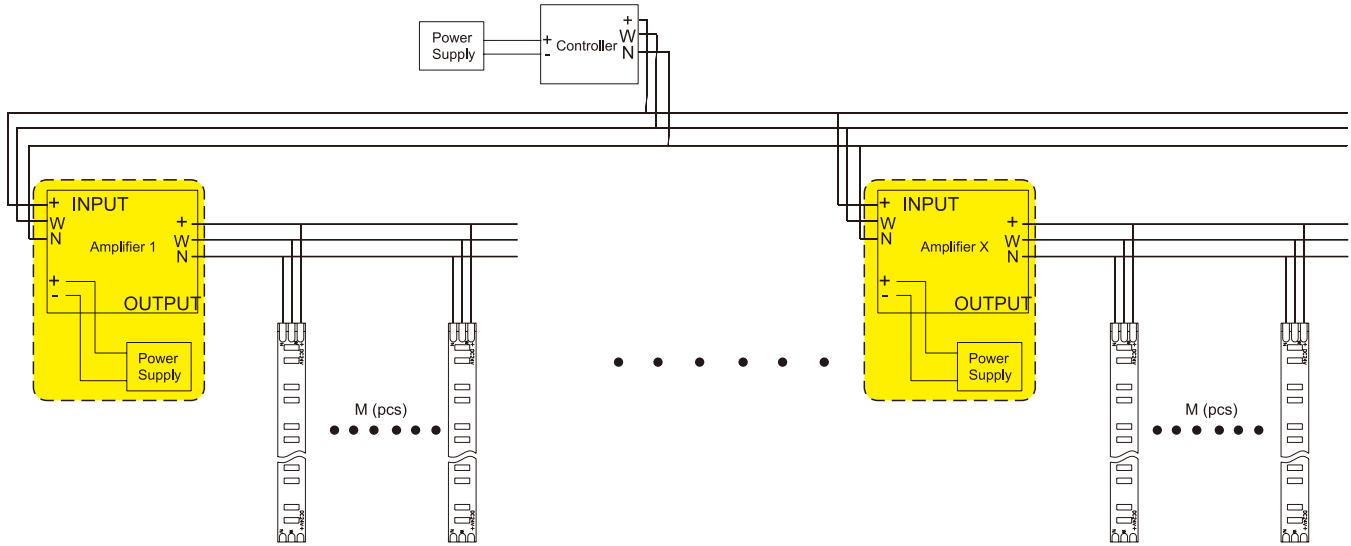 Power
Supply
+
-
Controller
+
W
N
+ INPUT
W
N
Amplifier 1
+
W
N
+
-
OUTPUT
Power
Supply
M (pcs)
+ INPUT
W
N
Amplifier X
+
W
N
+
-
OUTPUT
Power
Supply
M (pcs)